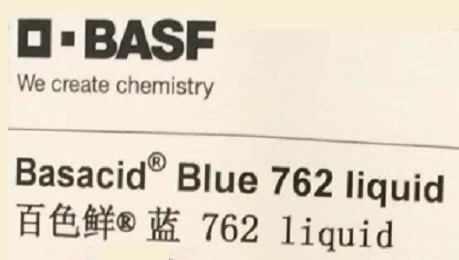 BASF
We create chemistry
Basacid® Blue 762 liquid
百色鲜® 蓝 762 liquid